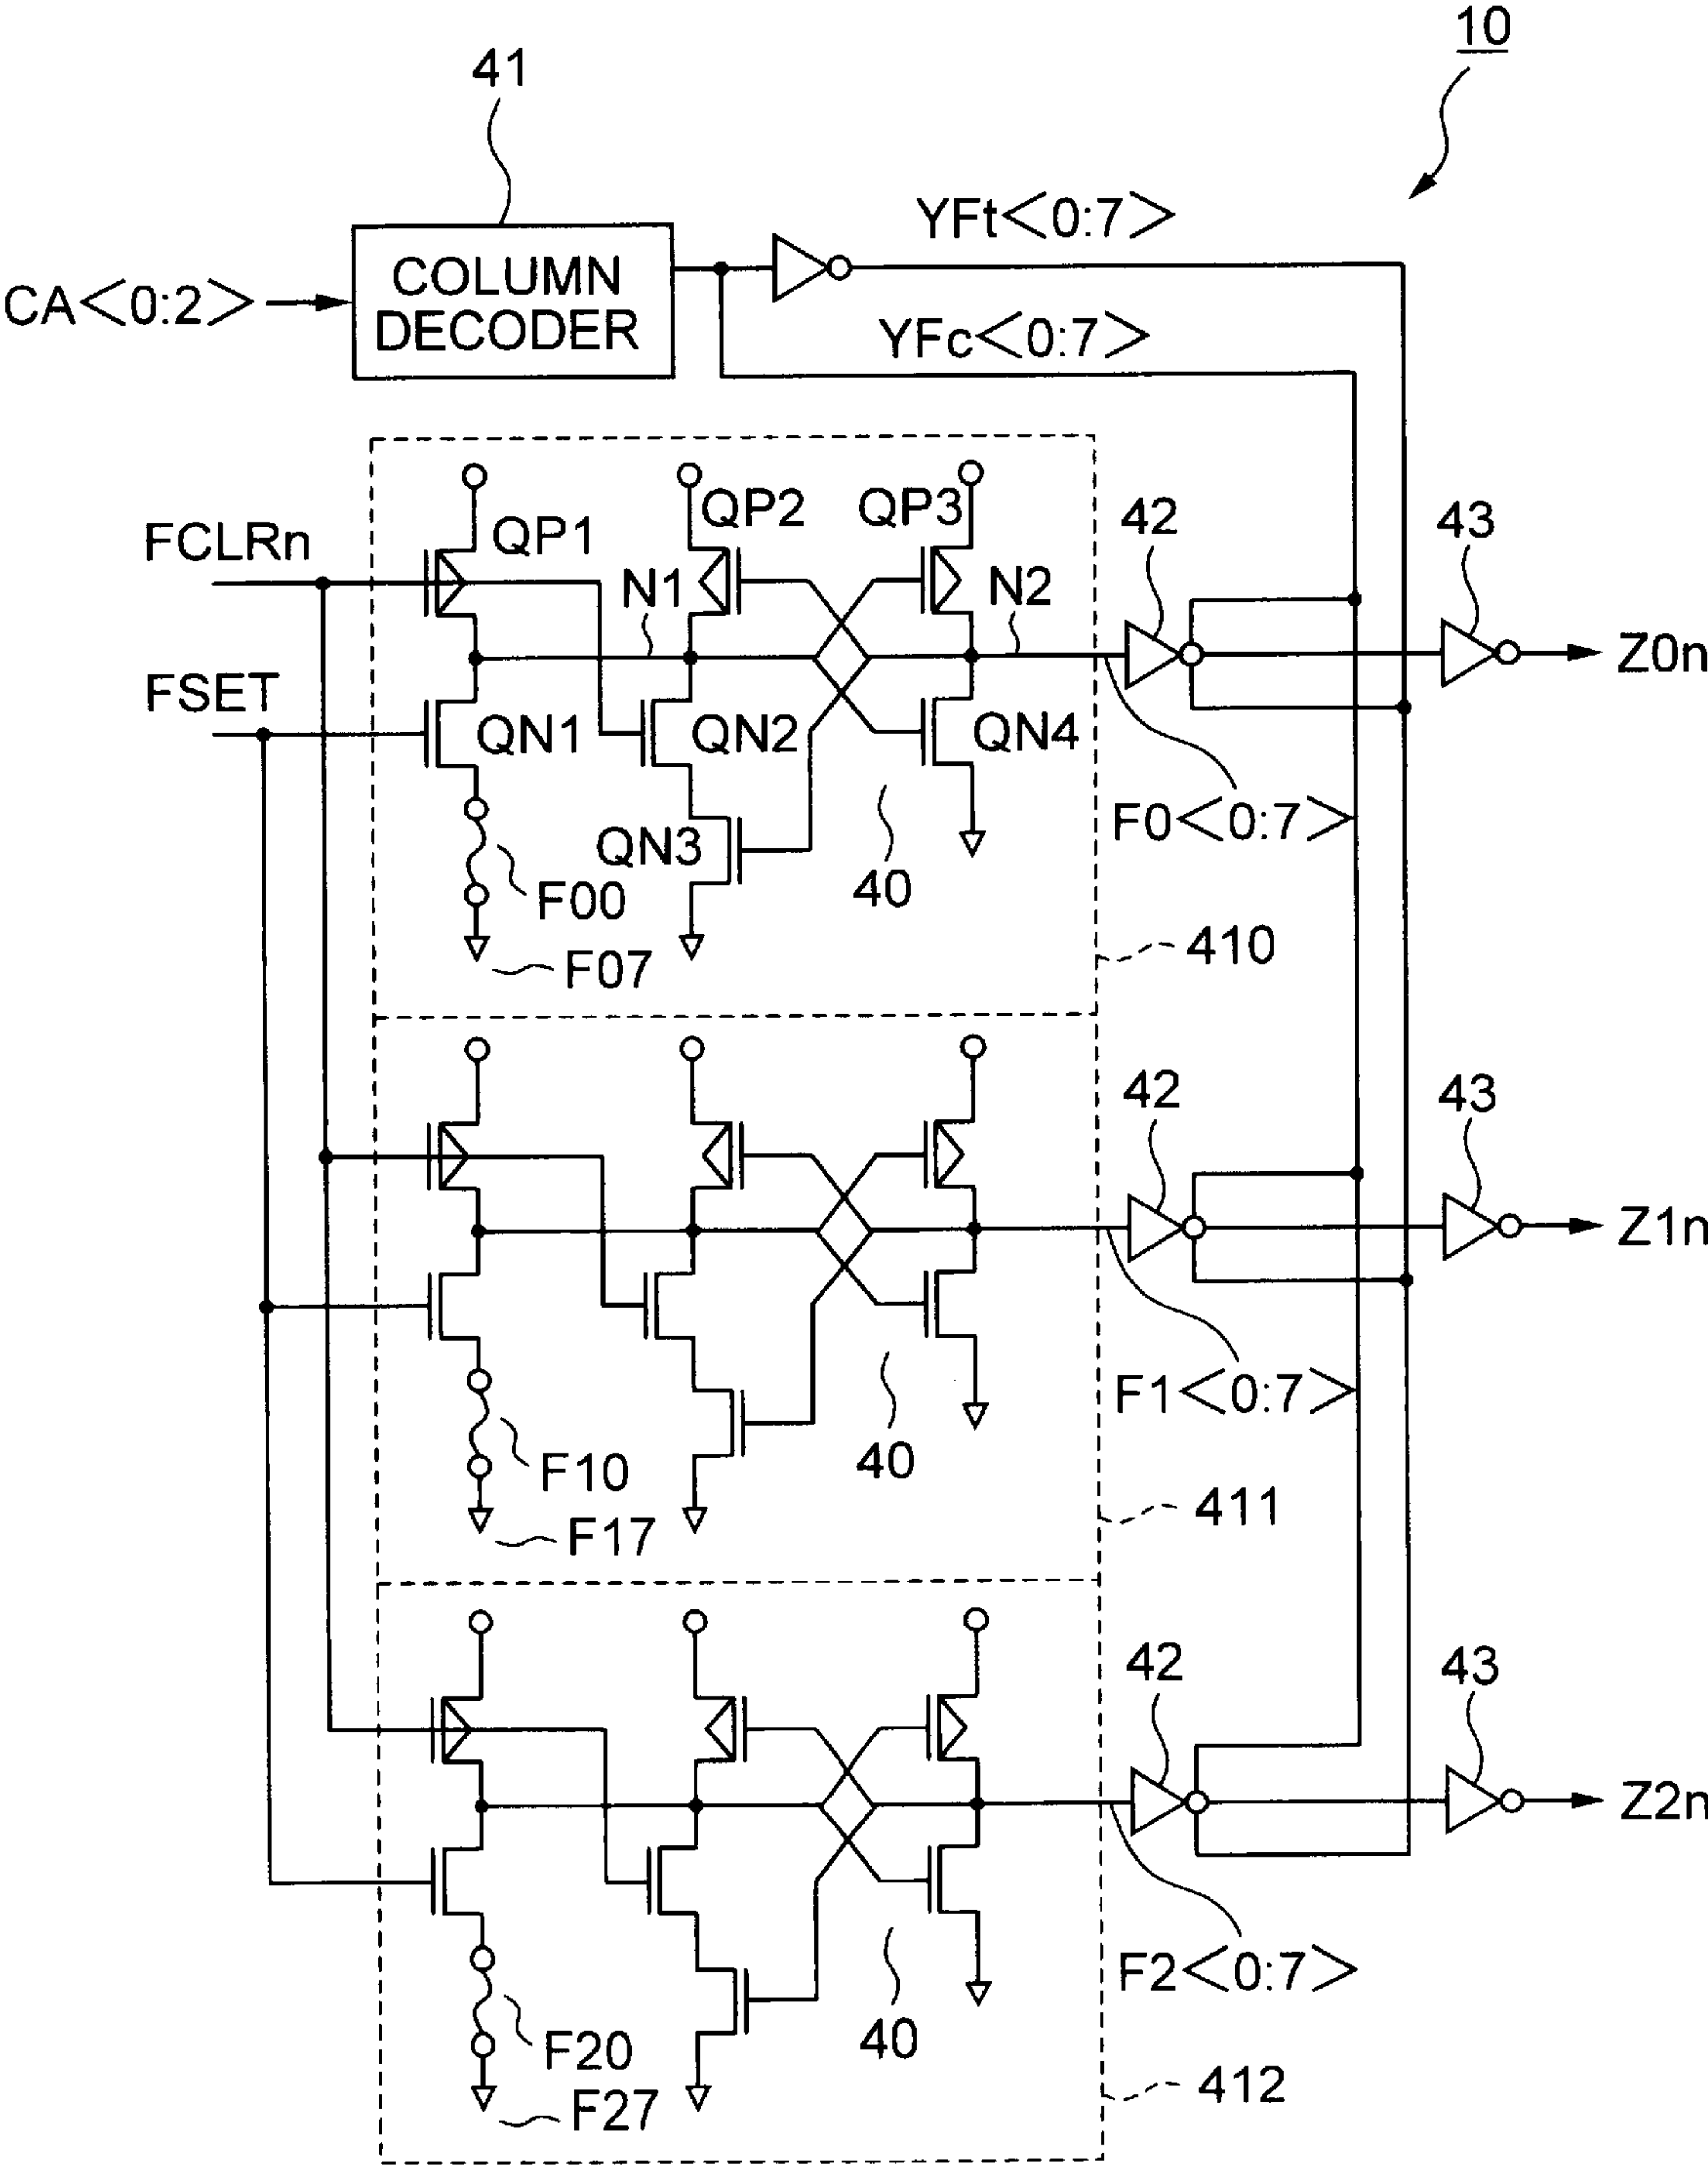 10
41
YFt<0:7>
COLUMN
DECODER
CA<0:2>
YFc<0:7>
FCLRn
QP1
QP2
QP3
42
43
N1
N2
Z0n
FSET
QN1
QN2
QN4
F0<0:7>
QN3
F00
40
410
F07
42
43
Z1n
F1<0:7>
F10
40
411
F17
42
43
Z2n
F2<0:7>
F20
40
412
F27